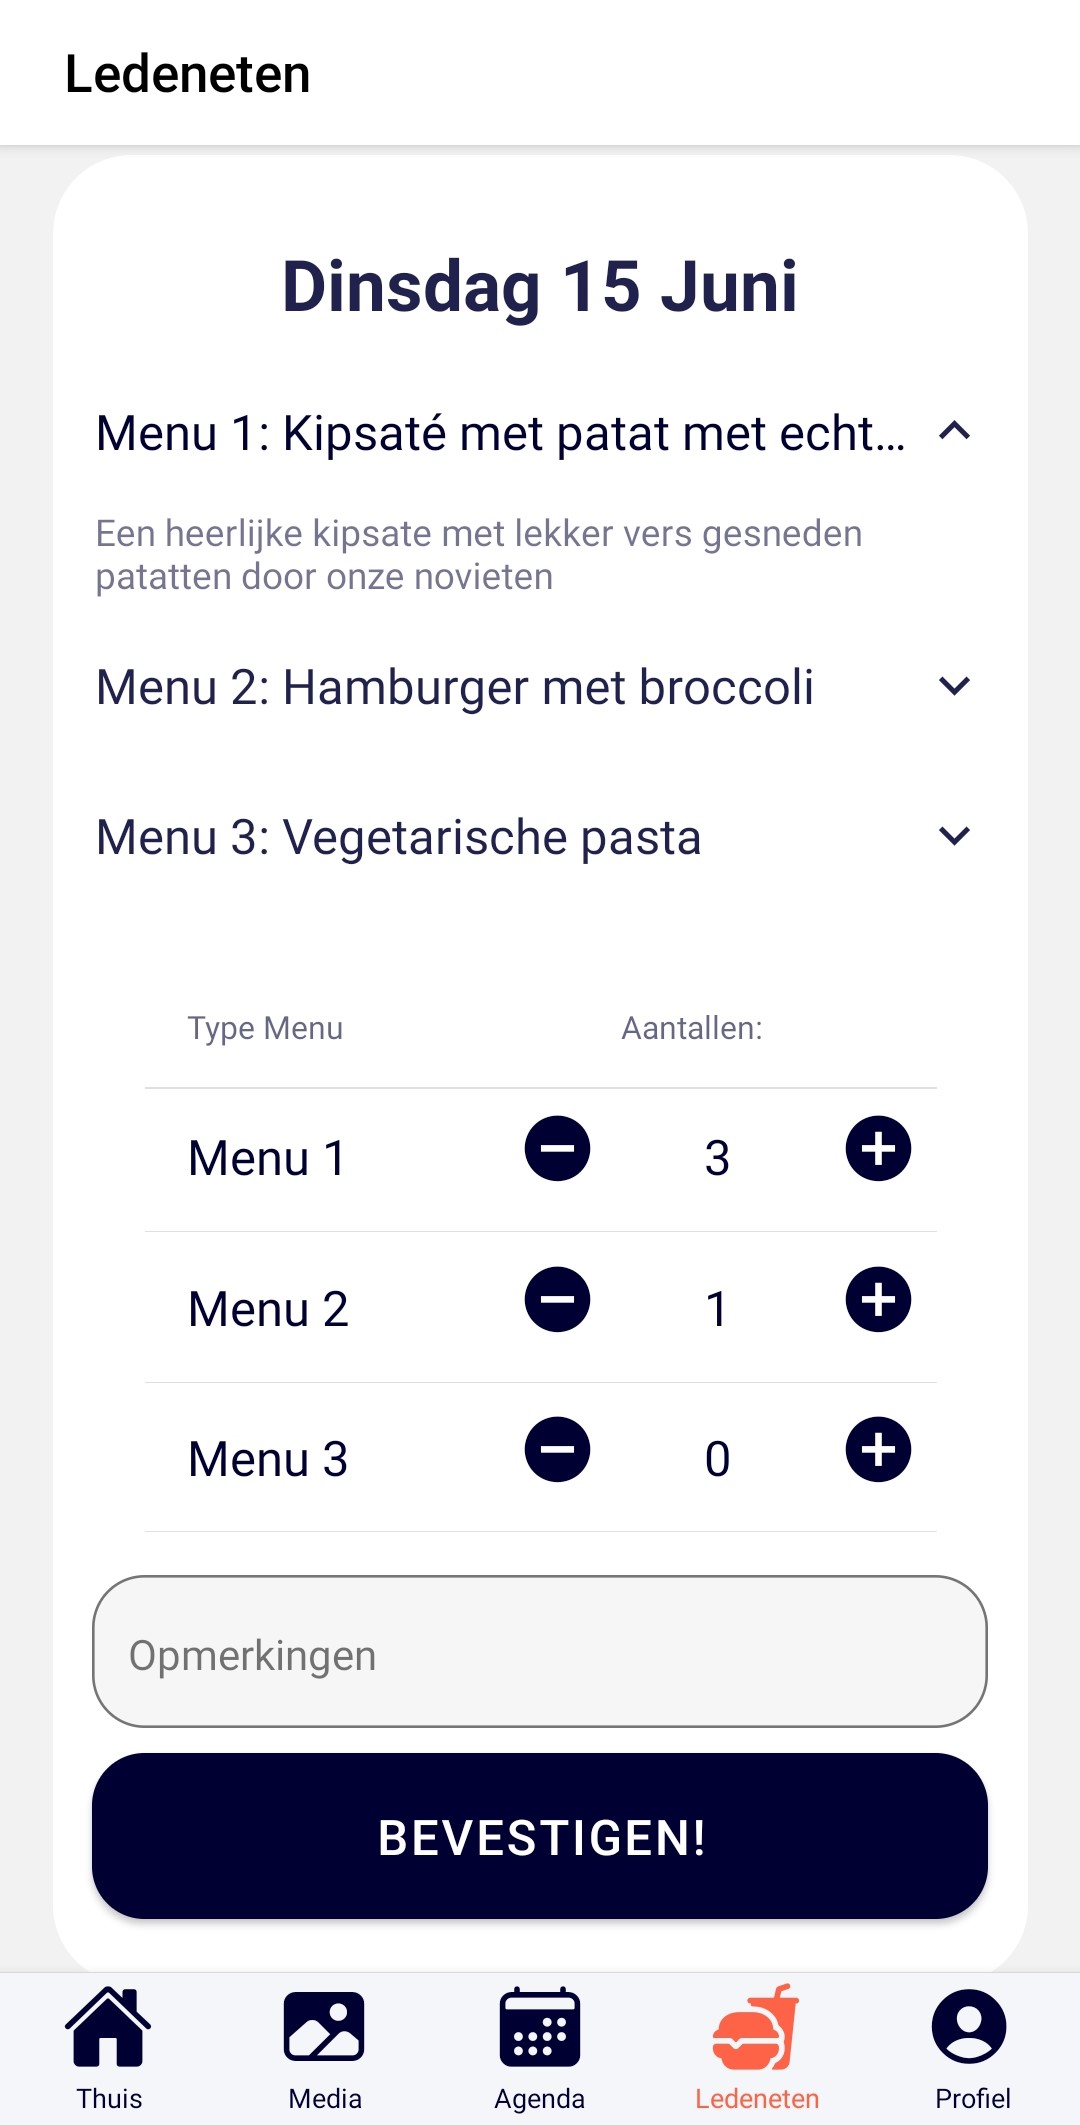 Ledeneten
Dinsdag 15 Juni
Menu 1: Kipsaté met patat met echt...
Een heerlijke kipsate met lekker vers gesneden
patatten door onze novieten
Menu 2: Hamburger met broccoli
Menu 3: Vegetarische pasta
Type Menu Aantallen:
Menu 1 3
Menu 2 1
Menu 3 0
Opmerkingen
BEVESTIGEN!
Thuis Media Agenda Ledeneten Profiel